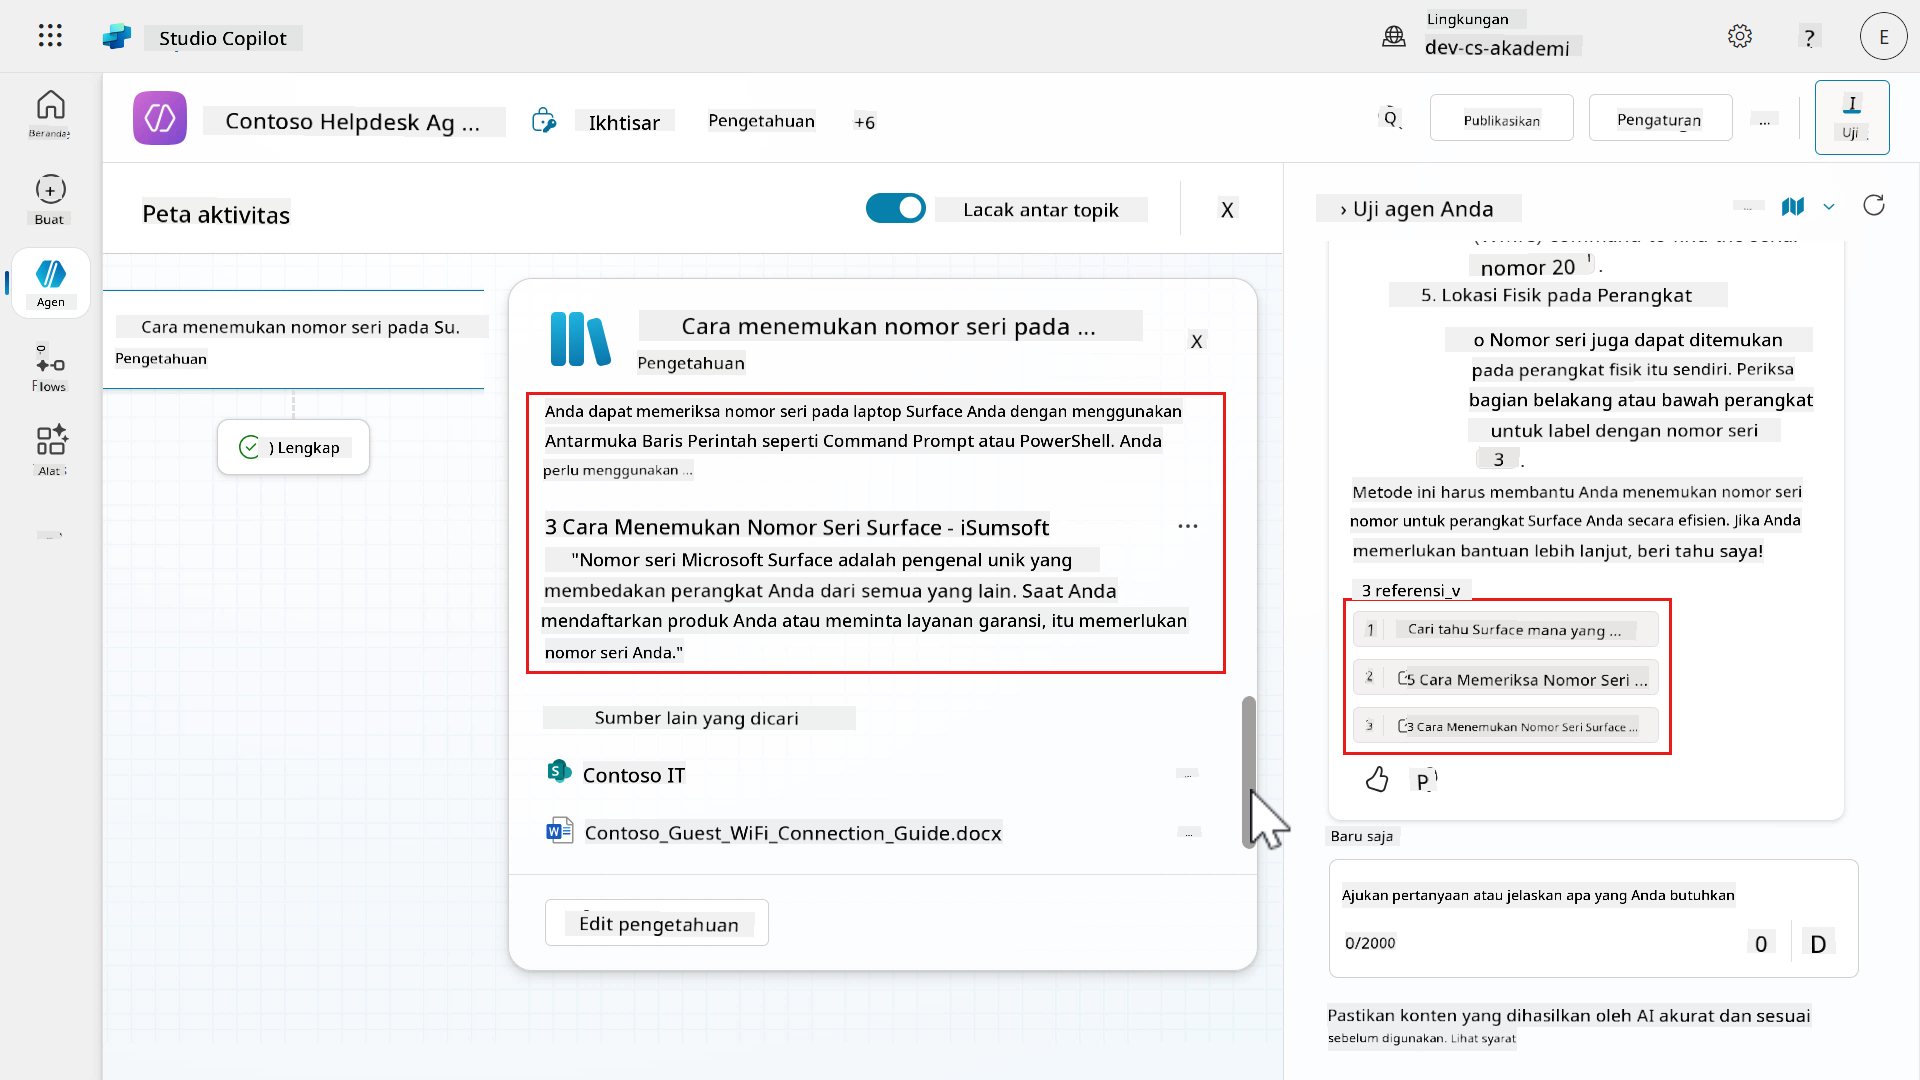 Studio Copilot
Lingkungan
dev-cs-akademi
?
E
Beranda
Buat
Agen
Flows
Alat
Contoso Helpdesk Ag ...
Ikhtisar
Pengetahuan
+6
Q
Publikasikan
Pengaturan
...
I
Uji
Peta aktivitas
Lacak antar topik
X
Cara menemukan nomor seri pada Su.
Pengetahuan
) Lengkap
Cara menemukan nomor seri pada ...
Pengetahuan
X
Anda dapat memeriksa nomor seri pada laptop Surface Anda dengan menggunakan
Antarmuka Baris Perintah seperti Command Prompt atau PowerShell. Anda
perlu menggunakan ...
3 Cara Menemukan Nomor Seri Surface - iSumsoft
...
"Nomor seri Microsoft Surface adalah pengenal unik yang
membedakan perangkat Anda dari semua yang lain. Saat Anda
mendaftarkan produk Anda atau meminta layanan garansi, itu memerlukan
nomor seri Anda."
Sumber lain yang dicari
Contoso IT
...
Contoso_Guest_WiFi_Connection_Guide.docx
...
Edit pengetahuan
› Uji agen Anda
...
nomor 20
.
5. Lokasi Fisik pada Perangkat
o Nomor seri juga dapat ditemukan
pada perangkat fisik itu sendiri. Periksa
bagian belakang atau bawah perangkat
untuk label dengan nomor seri
3 .
Metode ini harus membantu Anda menemukan nomor seri
nomor untuk perangkat Surface Anda secara efisien. Jika Anda
memerlukan bantuan lebih lanjut, beri tahu saya!
3 referensi_v
1 Cari tahu Surface mana yang ...
2 5 Cara Memeriksa Nomor Seri ...
3 3 Cara Menemukan Nomor Seri Surface ...
P
Baru saja
Ajukan pertanyaan atau jelaskan apa yang Anda butuhkan
0/2000
0
D
Pastikan konten yang dihasilkan oleh AI akurat dan sesuai
sebelum digunakan. Lihat syarat